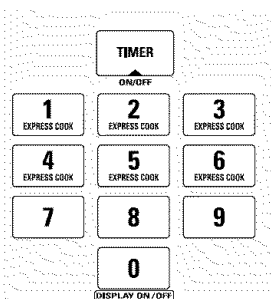 TIMER
ON/OFF
1 2 3
EXPRESS COOK EXPRESS COOK EXPRESS COOK
4 5 6
EXPRESS COOK EXPRESS COOK EXPRESS COOK
7 8 9
0
DISPLAY ON/OFF